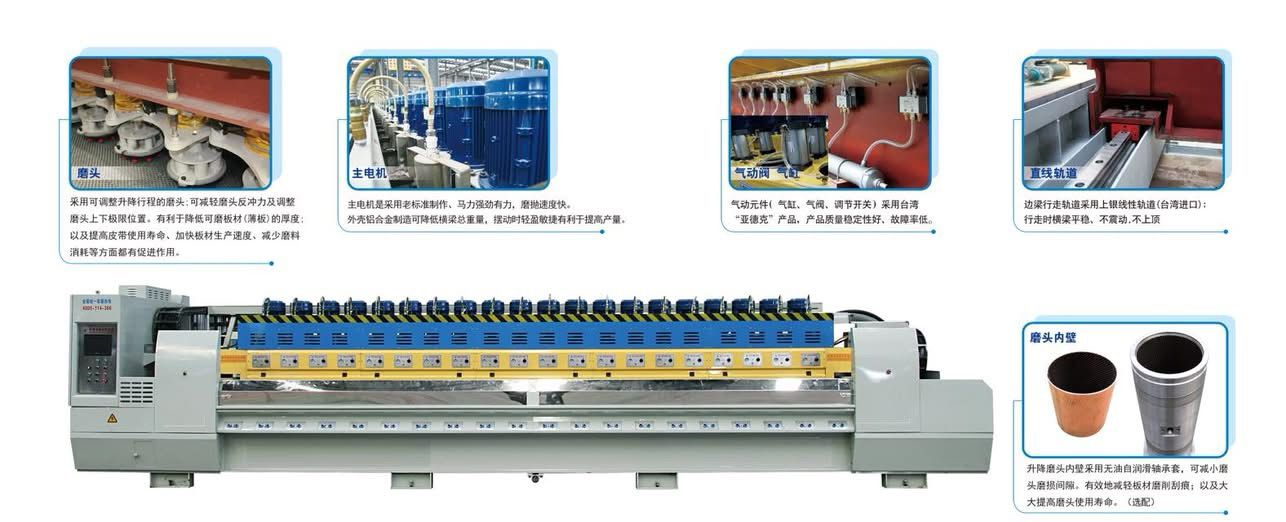 磨头
采用可调整升降行程的磨头;可减轻磨头反冲力及调整
磨头上下极限位置。有利于降低可磨板材(薄板)的厚度;
以及提高皮带使用寿命、加快板材生产速度、减少磨料
消耗等方面都有促进作用。
主电机
主电机是采用老标准制作、马力强劲有力，磨抛速度快。
外壳铝合金制造可降低横梁总重量，摆动时轻盈敏捷有利于提高产量。
气动阀 气缸
气动元件( 气缸、气阀、调节开关) 采用台湾
“亚德克”产品、产品质量稳定性好、故障率低。
直线轨道
边梁行走轨道采用上银线性轨道(台湾进口)；
行走时横梁平稳、不震动.不上顶
磨头内壁
升降磨头内壁采用无油自润滑轴承套，可减小磨
头磨损间隙。有效地减轻板材磨削刮痕；以及大
大提高磨头使用寿命。（选配）